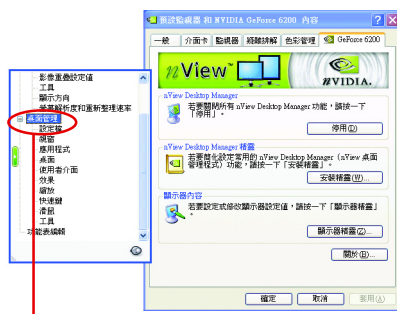 預設監視器 和 NVIDIA GeForce 6200 內容
一般 介面卡 監視器 疑難排解 色彩管理 GeForce 6200
nView™
NVIDIA.
nView Desktop Manager
若要關閉所有 nView Desktop Manager 功能，請按一下
「停用」。
停用(D)
nView Desktop Manager 精靈
若要簡化設定常用的 nView Desktop Manager (nView 桌面
管理程式) 功能，請按一下「安裝精靈」。
安裝精靈(W)...
顯示器內容
若要設定或修改顯示器設定值，請按一下「顯示器精靈」
。
顯示器精靈(Z)...
關於(B)...
確定 取消 套用(A)
影像重疊設定值
工具
顯示方向
螢幕解析度和重新整理速率
桌面管理
設定檔
視窗
應用程式
桌面
使用者介面
效果
縮放
快速鍵
滑鼠
工具
功能表編輯